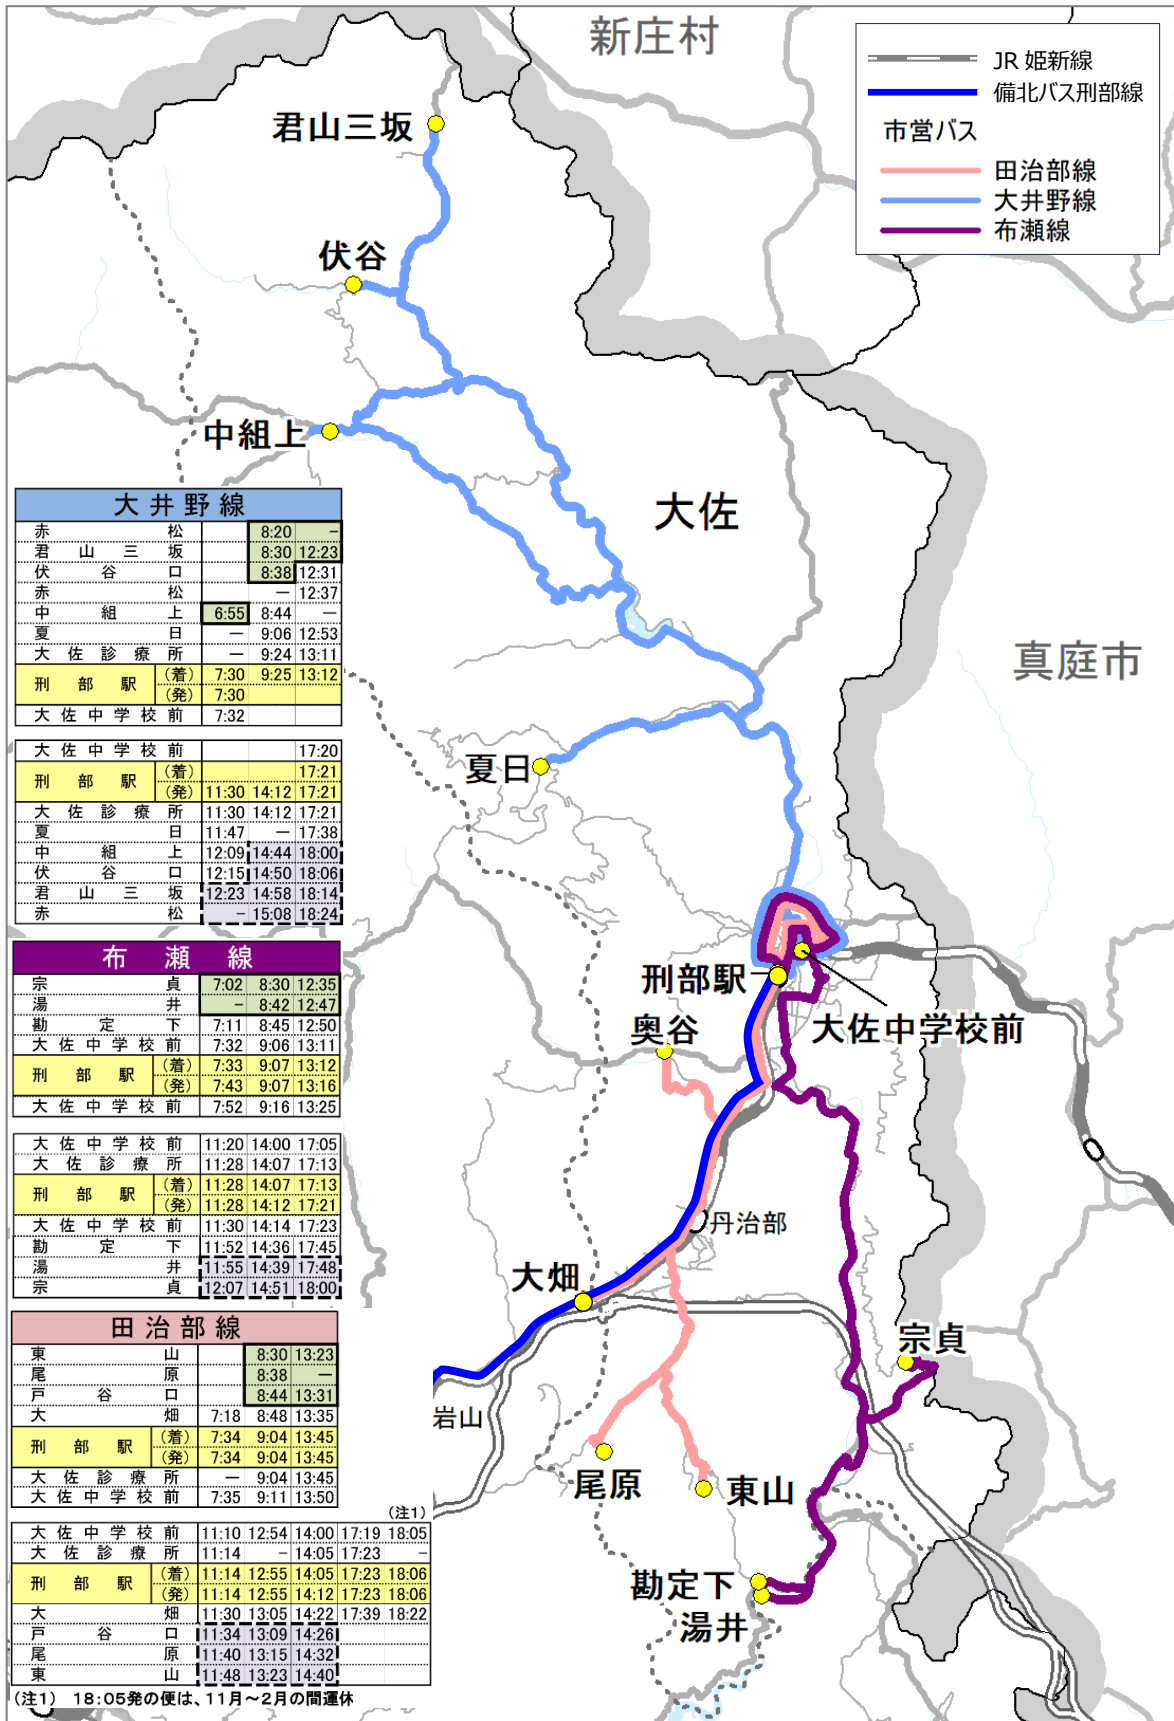 新庄村
JR 姫新線
備北バス刑部線
市営バス
田治部線
大井野線
布瀬線
君山三坂
伏谷
中組上
大佐
真庭市
夏日
刑部駅
大佐中学校前
奥谷
丹治部
大畑
宗貞
岩山
尾原
東山
勘定下
湯井
大井野線
赤松 8:20 −
君山三坂 8:30 12:23
伏谷口 8:38 12:31
赤松 − 12:37
中組上 6:55 8:44 −
夏日 − 9:06 12:53
大佐診療所 − 9:24 13:11
刑部駅 (着) 7:30 9:25 13:12
(発) 7:30
大佐中学校前 7:32
大佐中学校前 17:20
刑部駅 (着) 17:21
(発) 11:30 14:12 17:21
大佐診療所 11:30 14:12 17:21
夏日 11:47 − 17:38
中組上 12:09 14:44 18:00
伏谷口 12:15 14:50 18:06
君山三坂 12:23 14:58 18:14
赤松 − 15:08 18:24
布瀬線
宗貞 7:02 8:30 12:35
湯井 − 8:42 12:47
勘定下 7:11 8:45 12:50
大佐中学校前 7:32 9:06 13:11
刑部駅 (着) 7:33 9:07 13:12
(発) 7:43 9:07 13:16
大佐中学校前 7:52 9:16 13:25
大佐中学校前 11:20 14:00 17:05
大佐診療所 11:28 14:07 17:13
刑部駅 (着) 11:28 14:07 17:13
(発) 11:28 14:12 17:21
大佐中学校前 11:30 14:14 17:23
勘定下 11:52 14:36 17:45
湯井 11:55 14:39 17:48
宗貞 12:07 14:51 18:00
田治部線
東山 8:30 13:23
尾原 8:38 −
戸谷口 8:44 13:31
大畑 7:18 8:48 13:35
刑部駅 (着) 7:34 9:04 13:45
(発) 7:34 9:04 13:45
大佐診療所 − 9:04 13:45
大佐中学校前 7:35 9:11 13:50
(注1)
大佐中学校前 11:10 12:54 14:00 17:19 18:05
大佐診療所 11:14 − 14:05 17:23 −
刑部駅 (着) 11:14 12:55 14:05 17:23 18:06
(発) 11:14 12:55 14:12 17:23 18:06
大畑 11:30 13:05 14:22 17:39 18:22
戸谷口 11:34 13:09 14:26
尾原 11:40 13:15 14:32
東山 11:48 13:23 14:40
(注1) 18:05発の便は、11月〜2月の間運休